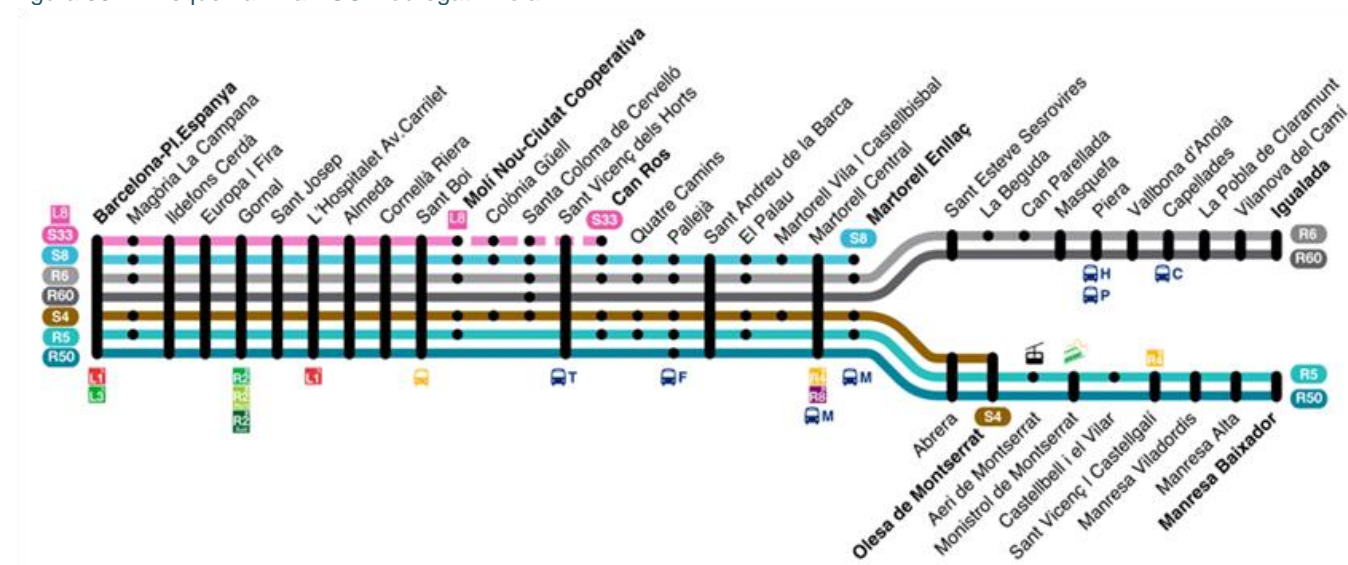 Barcelona-Pl.Espanya
Magòria La Campana
Ildefons Cerdà
Europa I Fira
Gornal
Sant Josep
L'Hospitalet Av.Carrilet
Almeda
Cornellà Riera
Sant Boi
Molí Nou-Ciutat Cooperativa
Colònia Güell
Santa Coloma de Cervelló
Sant Vicenç dels Horts
Can Ros
Quatre Camins
Pallejà
Sant Andreu de la Barca
El Palau
Martorell Vila I Castellbisbal
Martorell Central
Martorell Enllaç
Sant Esteve Sesrovires
La Beguda
Can Parellada
Masquefa
Piera
Vallbona d'Anoia
Capellades
La Pobla de Claramunt
Vilanova del Camí
Igualada
L8
L8
S33
S33
S8
S8
R6
R6
R60
R60
S4
R5
R50
H
C
P
L1
L3
R2
R2
R2
L1
T
F
R4
R8
M
M
R4
R5
R50
S4
Abrera
Olesa de Montserrat
Aeri de Montserrat
Monistrol de Montserrat
Castellbell i el Vilar
Sant Vicenç I Castellgalí
Manresa Viladordis
Manresa Alta
Manresa Baixador